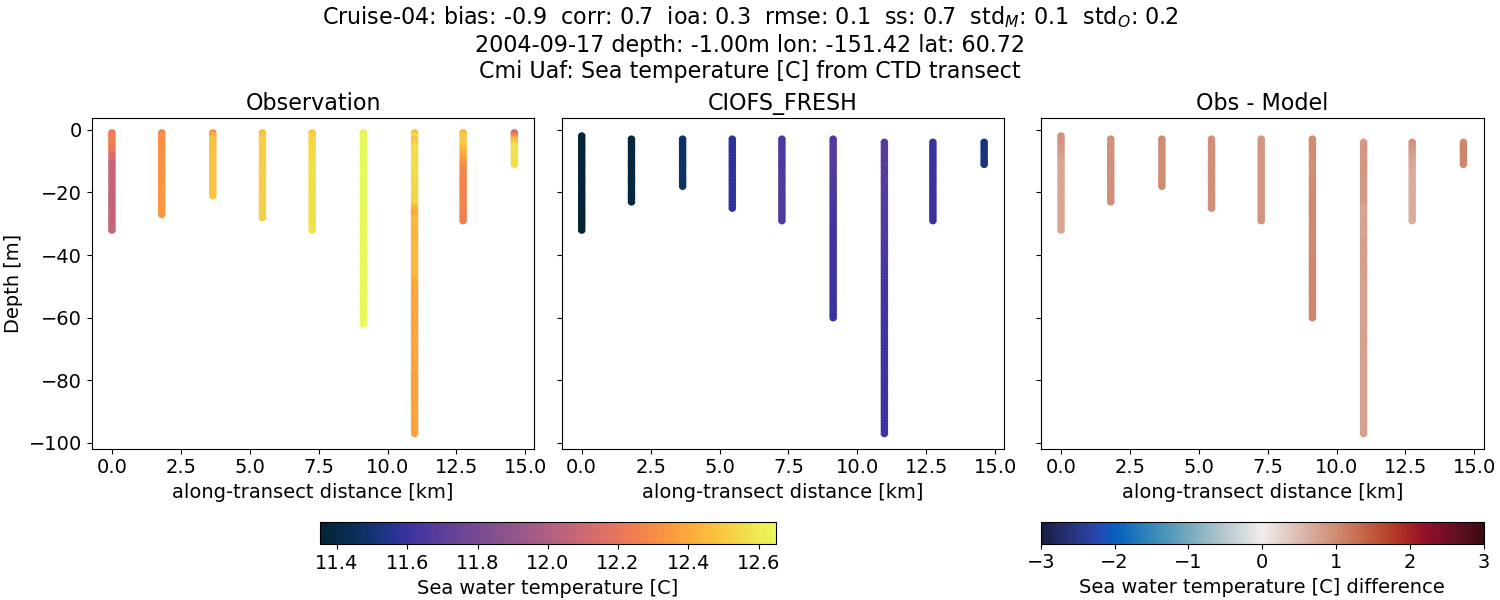 Cruise-04: bias: -0.9 corr: 0.7 ioa: 0.3 rmse: 0.1 ss: 0.7 std_M: 0.1 std_O: 0.2
2004-09-17 depth: -1.00m lon: -151.42 lat: 60.72
Cmi Uaf: Sea temperature [C] from CTD transect
Observation
CIOFS_FRESH
Obs - Model
Depth [m]
0
−20
−40
−60
−80
−100
0.0 2.5 5.0 7.5 10.0 12.5 15.0
0.0 2.5 5.0 7.5 10.0 12.5 15.0
0.0 2.5 5.0 7.5 10.0 12.5 15.0
along-transect distance [km]
along-transect distance [km]
along-transect distance [km]
11.4 11.6 11.8 12.0 12.2 12.4 12.6
Sea water temperature [C]
−3 −2 −1 0 1 2 3
Sea water temperature [C] difference